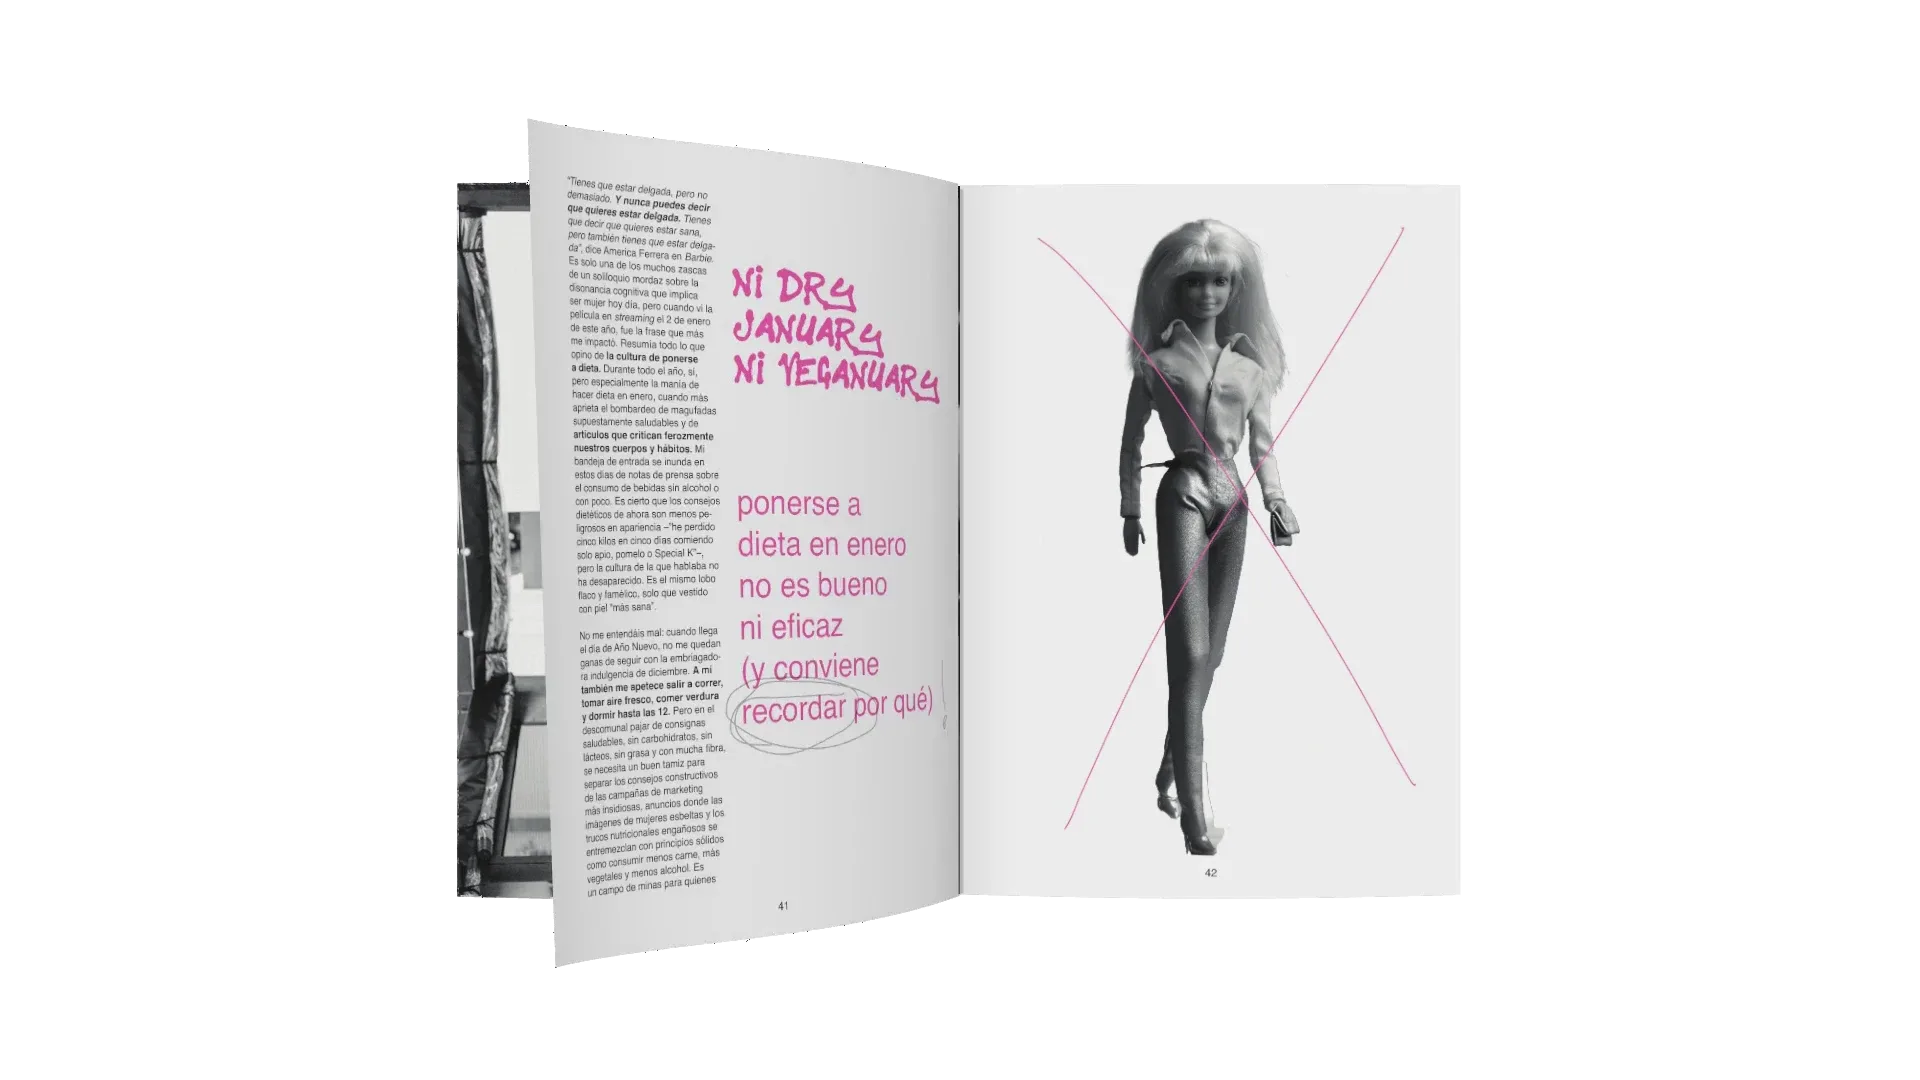 "Tienes que estar delgada, pero no
demasiado. Y nunca puedes decir
que quieres estar delgada. Tienes
que decir que quieres estar sana,
pero también tienes que estar delga-
da", dice America Ferrera en Barbie.
Es solo una de los muchos zascas
de un soliloquio mordaz sobre la
disonancia cognitiva que implica
ser mujer hoy día, pero cuando vi la
película en streaming el 2 de enero
de este año, fue la frase que más
me impactó. Resumía todo lo que
opino de la cultura de ponerse
a dieta. Durante todo el año, sí,
pero especialmente la manía de
hacer dieta en enero, cuando más
aprieta el bombardeo de magufadas
supuestamente saludables y de
artículos que critican ferozmente
nuestros cuerpos y hábitos. Mi
bandeja de entrada se inunda en
estos días de notas de prensa sobre
el consumo de bebidas sin alcohol o
con poco. Es cierto que los consejos
dietéticos de ahora son menos pe-
ligrosos en apariencia –"he perdido
cinco kilos en cinco días comiendo
solo apio, pomelo o Special K"–,
pero la cultura de la que hablaba no
ha desaparecido. Es el mismo lobo
flaco y famélico, solo que vestido
con piel "más sana".
No me entendáis mal: cuando llega
el día de Año Nuevo, no me quedan
ganas de seguir con la embriagado-
ra indulgencia de diciembre. A mí
también me apetece salir a correr,
tomar aire fresco, comer verdura
y dormir hasta las 12. Pero en el
descomunal pajar de consignas
saludables, sin carbohidratos, sin
lácteos, sin grasa y con mucha fibra,
se necesita un buen tamiz para
separar los consejos constructivos
de las campañas de marketing
más insidiosas, anuncios donde las
imágenes de mujeres esbeltas y los
trucos nutricionales engañosos se
entremezclan con principios sólidos
como consumir menos carne, más
vegetales y menos alcohol. Es
un campo de minas para quienes
Ni DRY
JANUARY
Ni VEGANUARY
ponerse a
dieta en enero
no es bueno
ni eficaz
(y conviene
recordar por qué)
41
42